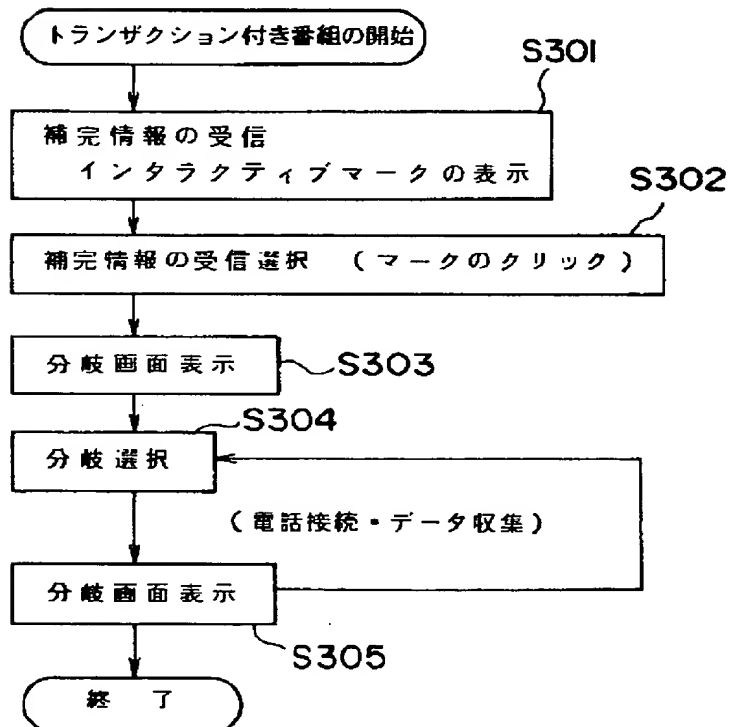 トランザクション付き番組の開始
S301
補完情報の受信
インタラクティブマークの表示
S302
補完情報の受信選択 (マークのクリック)
分岐画面表示
S303
S304
分岐選択
(電話接続・データ収集)
分岐画面表示
S305
終了